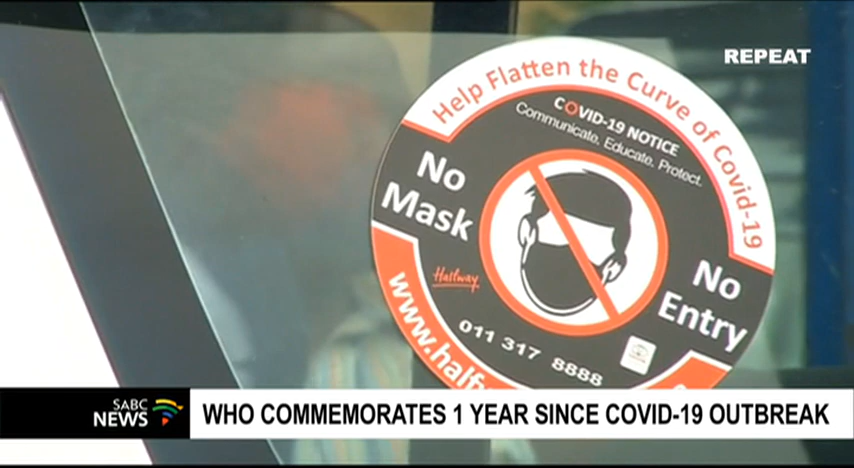 REPEAT
Help Flatten the Curve of Covid-19
COVID-19 NOTICE
Communicate. Educate. Protect.
No
Mask
Halfway
No
Entry
011 317 8888
www.half
SABC
NEWS
WHO COMMEMORATES 1 YEAR SINCE COVID-19 OUTBREAK